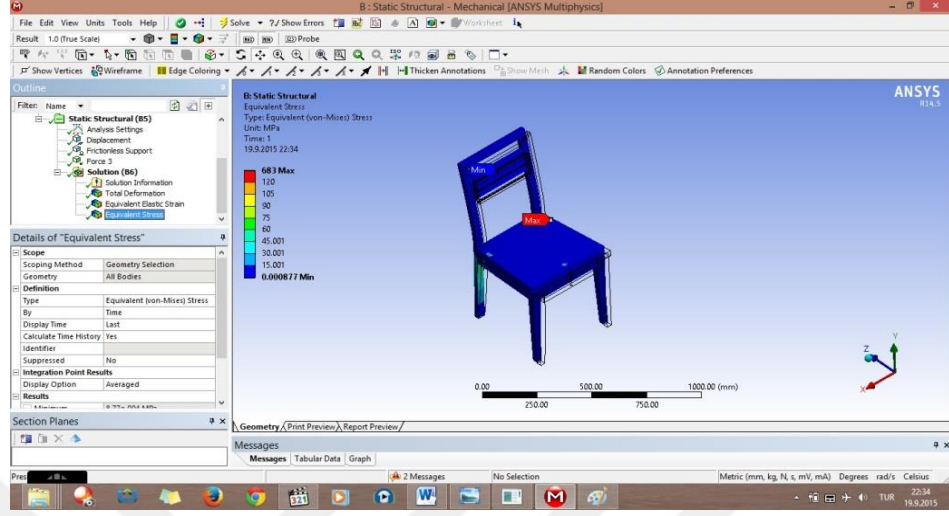 B : Static Structural - Mechanical [ANSYS Multiphysics]
File Edit View Units Tools Help Solve ?/ Show Errors Worksheet
Result 1.0 (True Scale) Probe
Show Vertices Wireframe Edge Coloring Thicken Annotations Show Mesh Random Colors Annotation Preferences
Outline
Filter: Name
Static Structural (B5)
Analysis Settings
Displacement
Frictionless Support
Force 3
Solution (B6)
Solution Information
Total Deformation
Equivalent Elastic Strain
Equivalent Stress
Details of "Equivalent Stress"
Scope
Scoping Method Geometry Selection
Geometry All Bodies
Definition
Type Equivalent (von-Mises) Stress
By Time
Display Time Last
Calculate Time History Yes
Identifier
Suppressed No
Integration Point Results
Display Option Averaged
Results
Section Planes
B: Static Structural
Equivalent Stress
Type: Equivalent (von-Mises) Stress
Unit: MPa
Time: 1
19.9.2015 22:34
683 Max
120
105
90
75
60
45.001
30.001
15.001
0.000877 Min
Min
Max
ANSYS
R14.5
Y
Z
X
0.00 500.00 1000.00 (mm)
250.00 750.00
Geometry Print Preview Report Preview
Messages
Messages Tabular Data Graph
Pres 2 Messages No Selection Metric (mm, kg, N, s, mV, mA) Degrees rad/s Celsius
321
TUR
22:34
19.9.2015